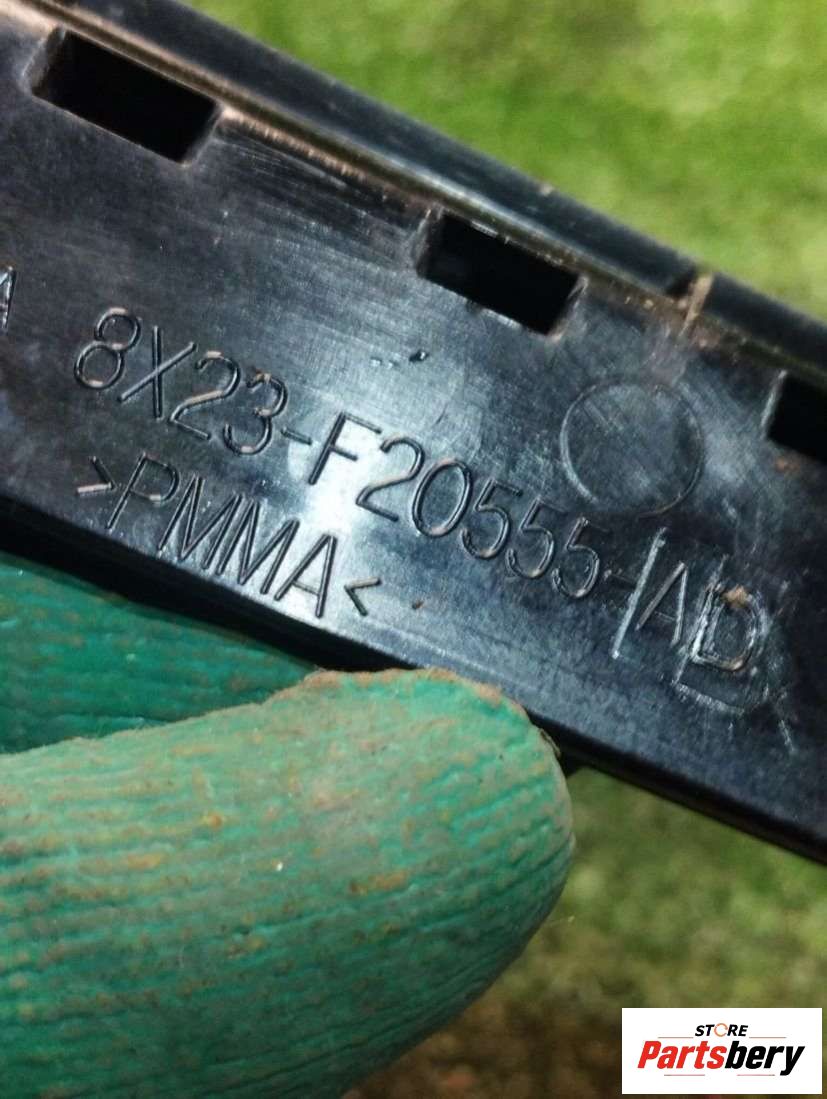 8X23-F20555-AD
>PMMA<
STORE
Partsbery